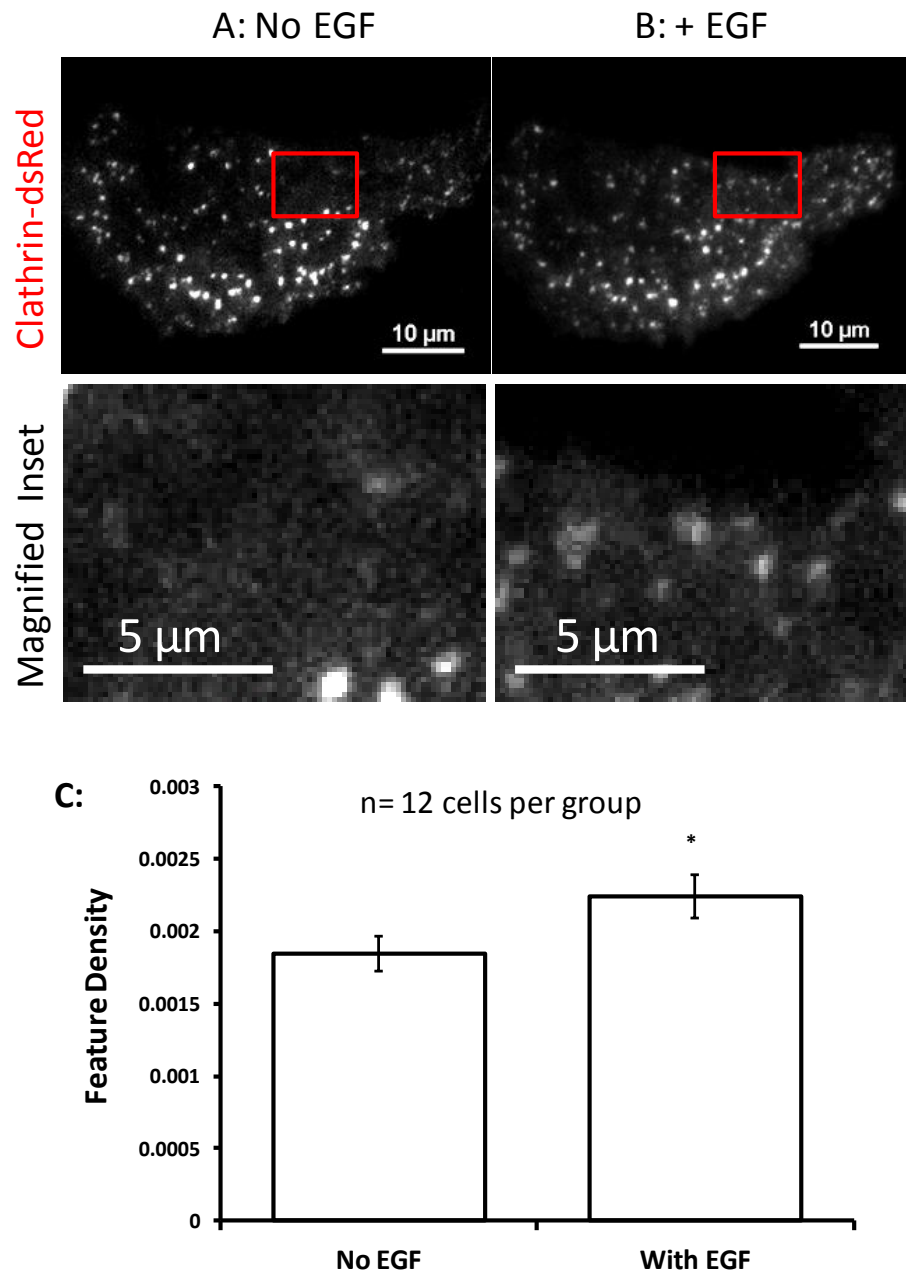 A: No EGF
B: + EGF
Clathrin-dsRed
10 µm
10 µm
Magnified Inset
5 µm
5 µm
C:
n= 12 cells per group
*
0.003
0.0025
0.002
0.0015
0.001
0.0005
0
Feature Density
No EGF
With EGF